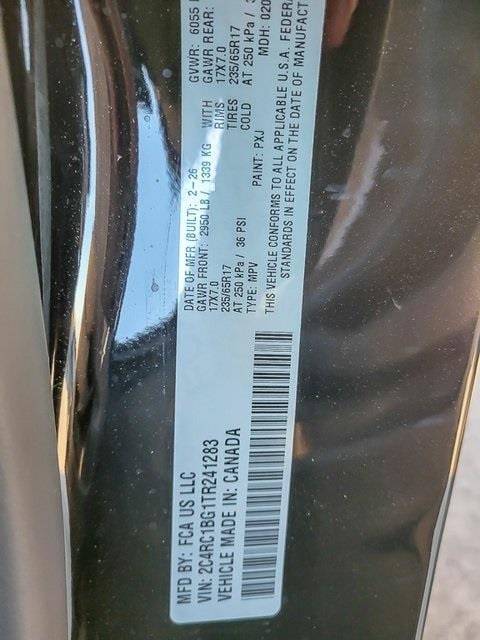 MFD BY: FCA US LLC
VIN: 2C4RC1BG1TR241283
VEHICLE MADE IN: CANADA
DATE OF MFR (BUILT): 2-26 GVWR: 6055
GAWR FRONT: 2950 LB / 1339 KG WITH GAWR REAR:
17X7.0 RIMS 17X7.0
235/65R17 TIRES 235/65R17
AT 250 kPa / 36 PSI COLD AT 250 kPa /
TYPE: MPV PAINT: PXJ MDH: 020
THIS VEHICLE CONFORMS TO ALL APPLICABLE U.S.A. FEDERA
STANDARDS IN EFFECT ON THE DATE OF MANUFACT